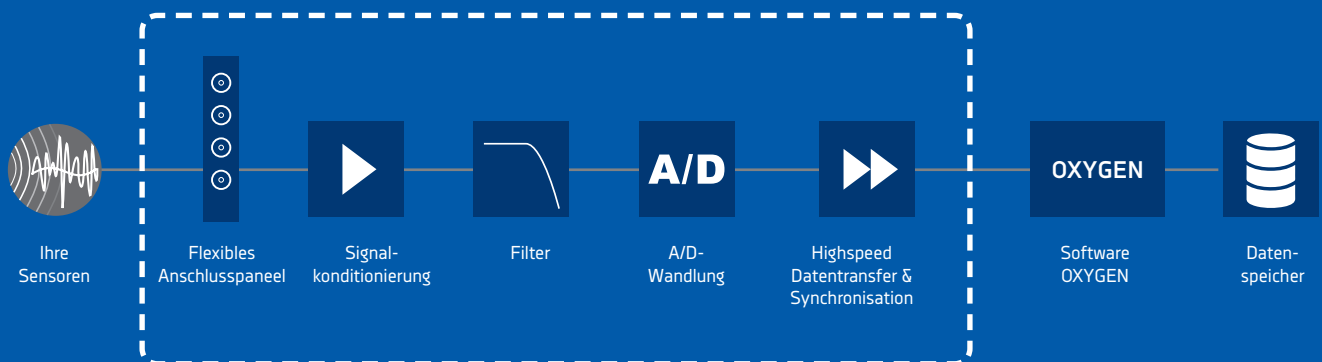 A/D
OXYGEN
Ihre
Sensoren
Flexibles
Anschlusspaneel
Signal-
konditionierung
Filter
A/D-
Wandlung
Highspeed
Datentransfer &
Synchronisation
Software
OXYGEN
Daten-
speicher